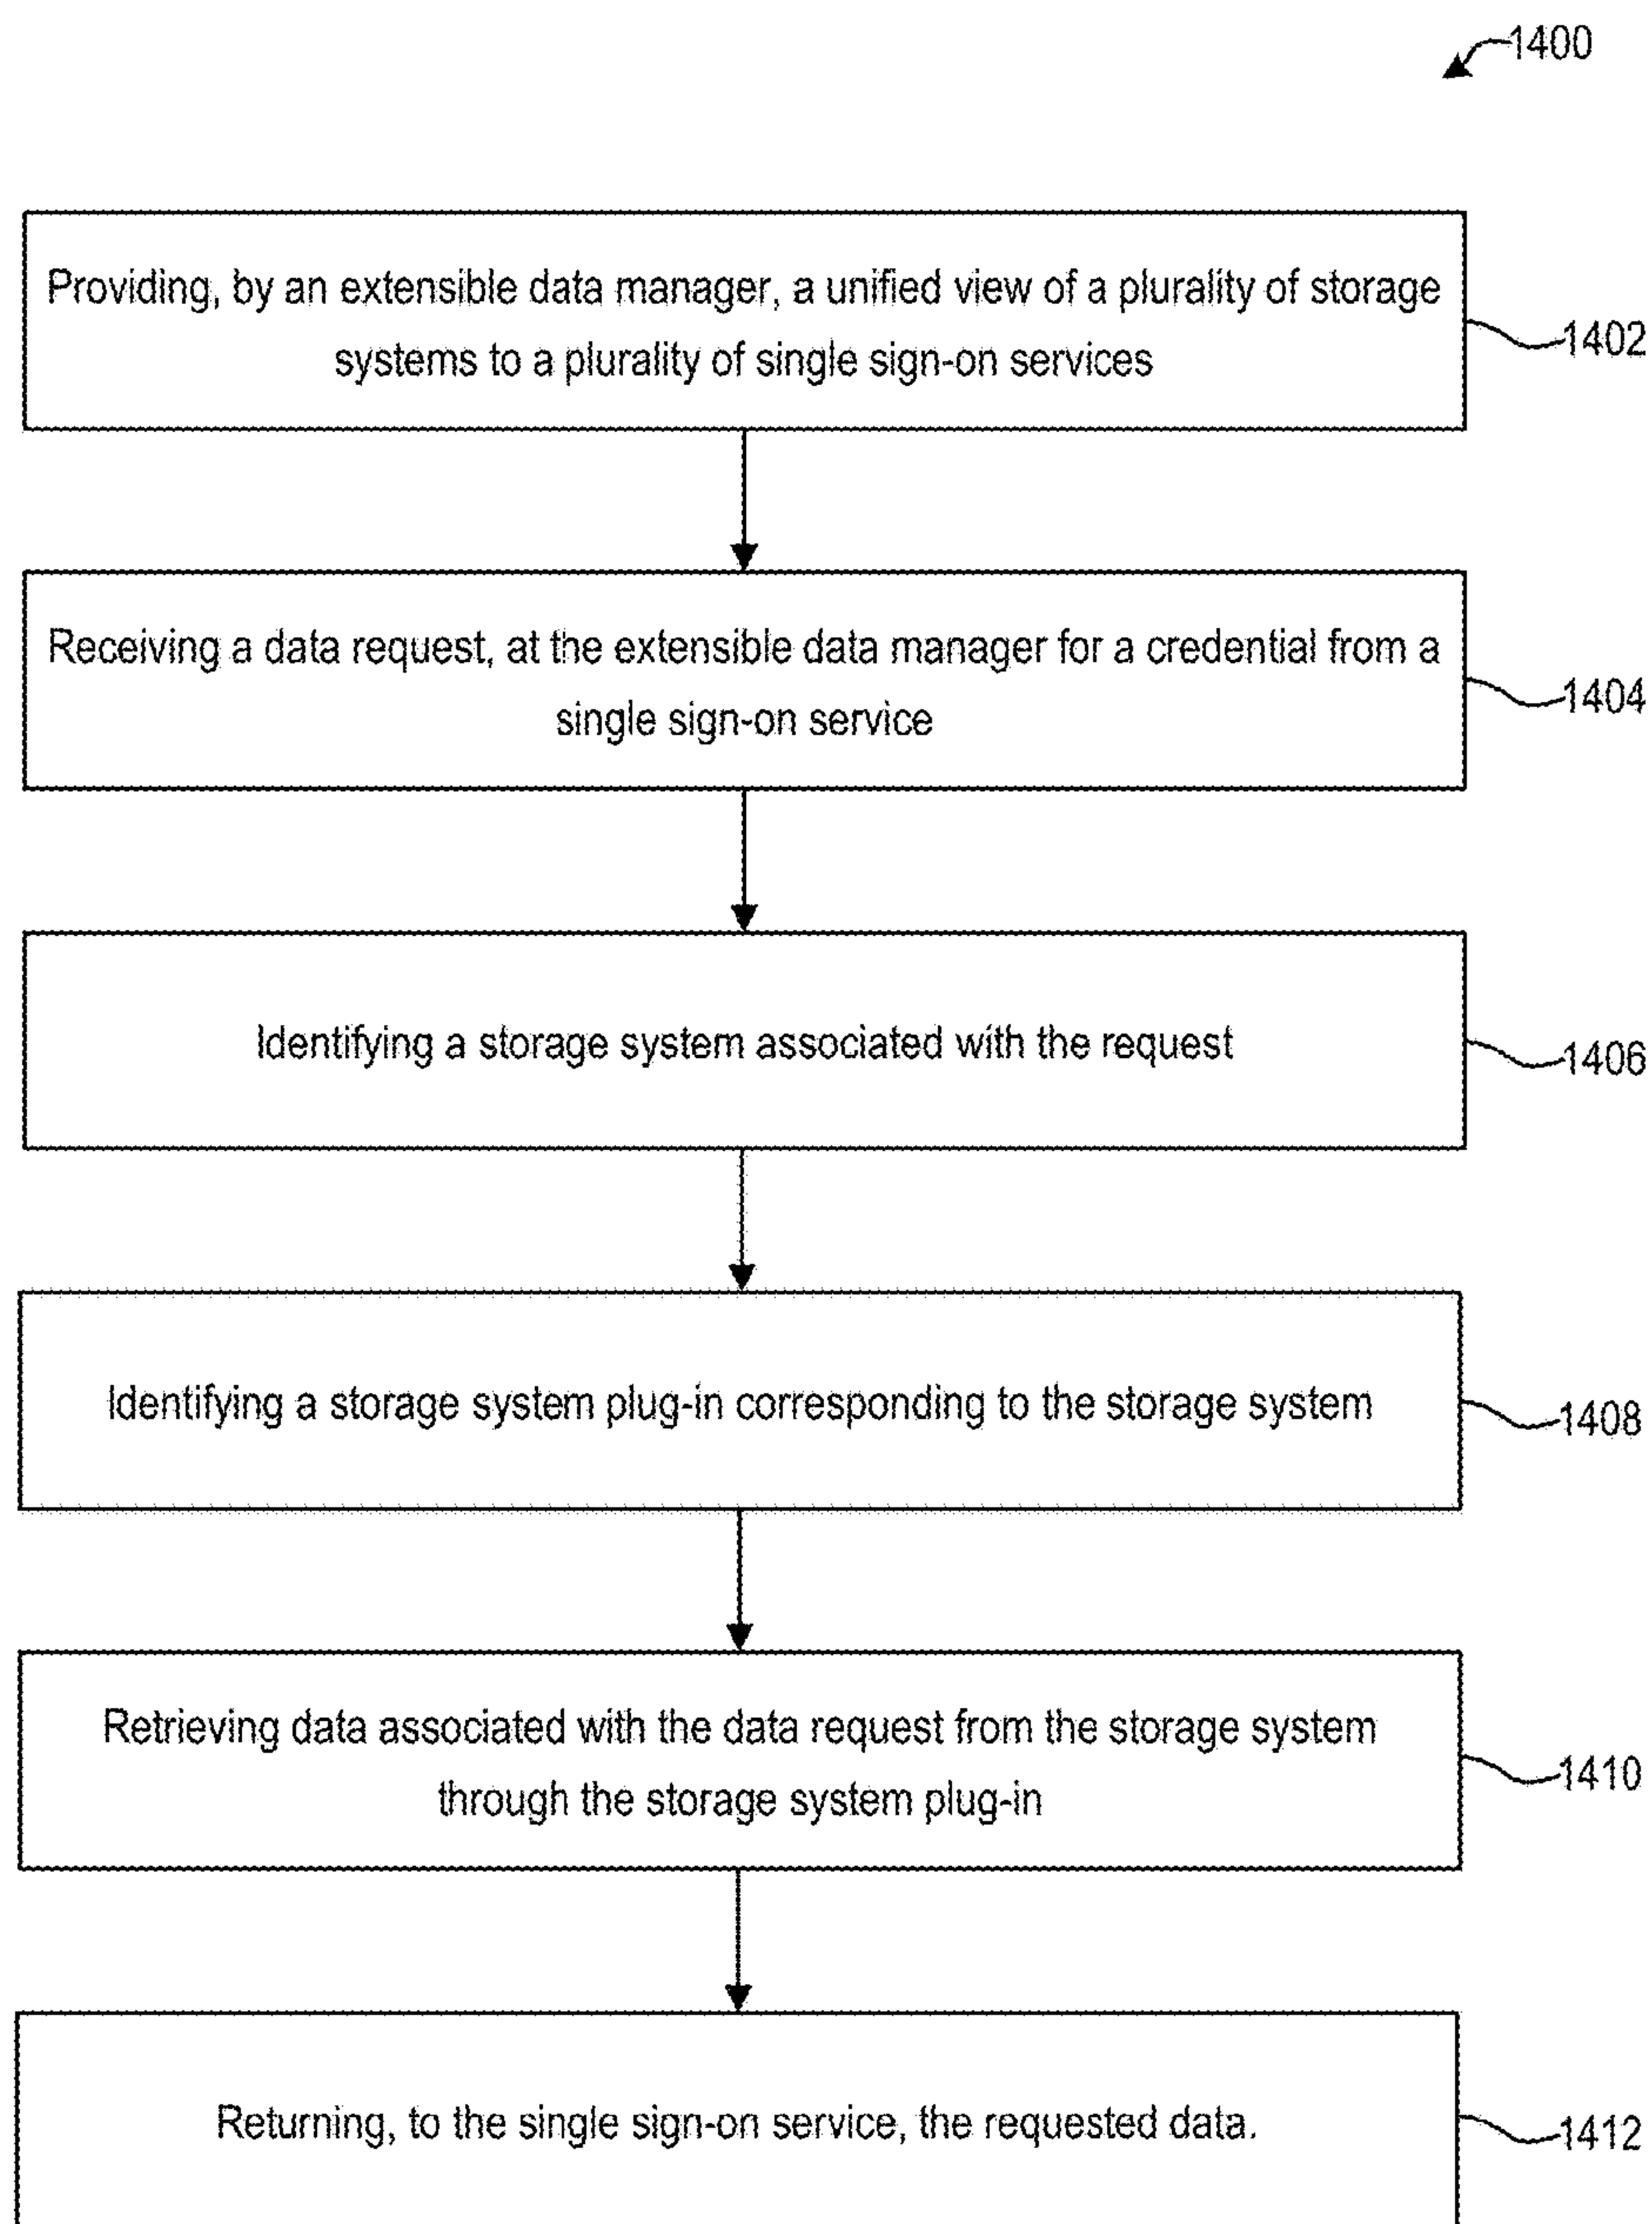 1400
Providing, by an extensible data manager, a unified view of a plurality of storage
systems to a plurality of single sign-on services
1402
Receiving a data request, at the extensible data manager for a credential from a
single sign-on service
1404
Identifying a storage system associated with the request
1406
Identifying a storage system plug-in corresponding to the storage system
1408
Retrieving data associated with the data request from the storage system
through the storage system plug-in
1410
Returning, to the single sign-on service, the requested data.
1412